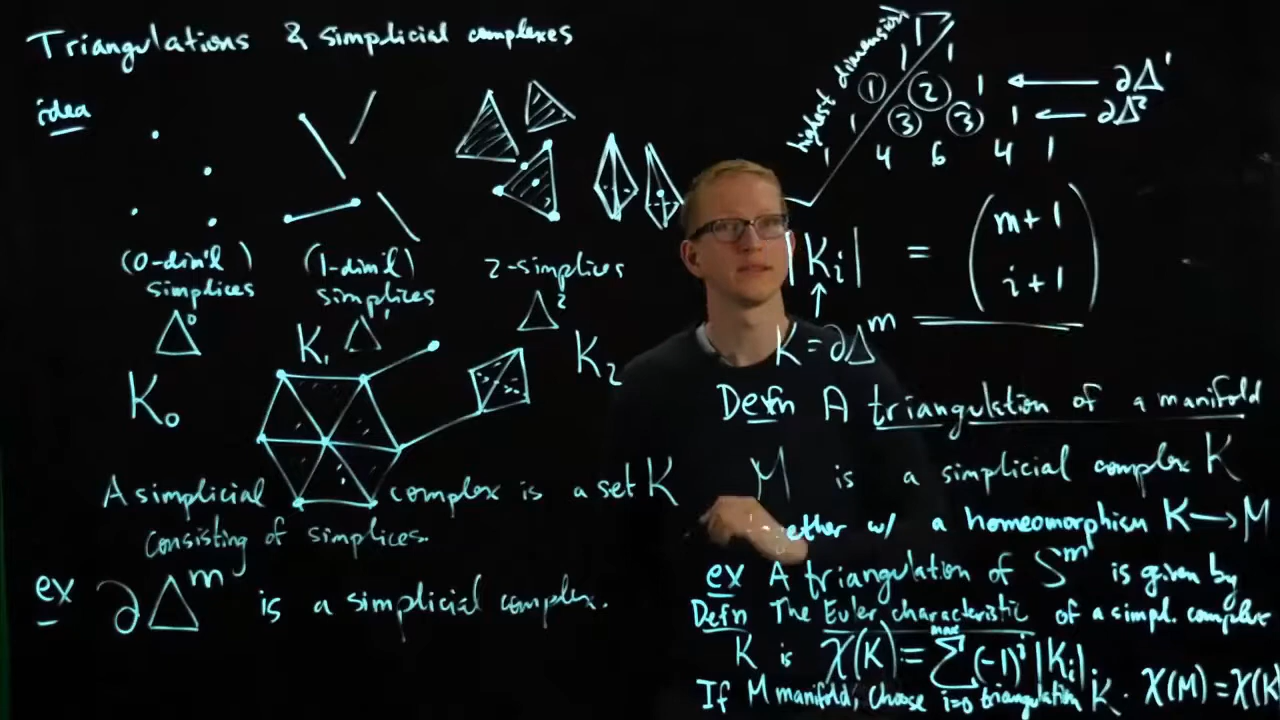 Triangulations & simplicial complexes
idea
(0-dim'l) simplices
Δ⁰
K₀
(1-dim'l) simplices
K₁ Δ¹
2-simplices
Δ²
K₂
A simplicial complex is a set K
consisting of simplices.
ex ∂Δᵐ is a simplicial complex.
highest dimension
1
1 1
1 2 1 ← ∂Δ¹
1 3 3 1 ← ∂Δ²
1 4 6 4 1
|Kᵢ| = (m+1
i+1)
K = ∂Δᵐ
Defn A triangulation of a manifold
M is a simplicial complex K
ether w/ a homeomorphism K → M
ex A triangulation of Sᵐ is given by
Defn The Euler characteristic of a simpl. complex
K is χ(K) = Σ_{i=0}^{max} (-1)ⁱ |Kᵢ|.
If M manifold, choose triangulation K. χ(M) = χ(K